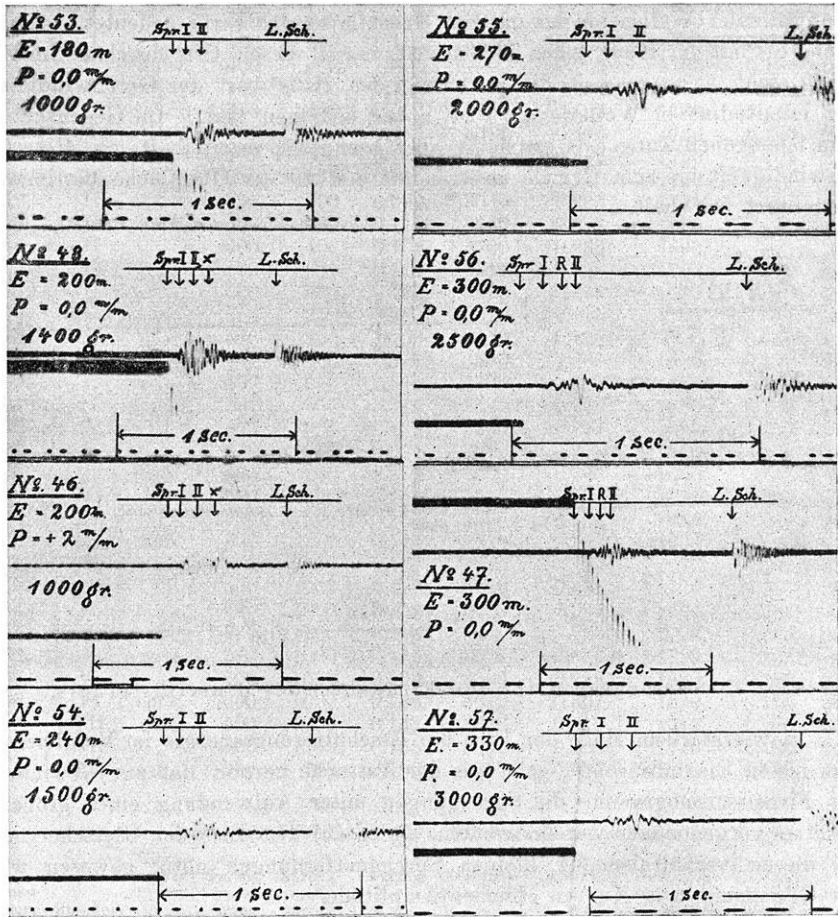 Nº 53.
E = 180 m
P = 0,0 m/m
1000 gr.
Spr. I II L. Sch.
1 sec.
Nº 48.
E = 200 m.
P = 0,0 m/m
1400 gr.
Spr. I II x L. Sch.
1 sec.
Nº 46.
E = 200 m.
P = + 2 m/m
1000 gr.
Spr. I II x L. Sch.
1 sec.
Nº 54.
E = 240 m.
P = 0,0 m/m
1500 gr.
Spr. I II L. Sch.
1 sec.
Nº 55.
E = 270 m.
P = 0,0 m/m
2000 gr.
Spr. I II L. Sch.
1 sec.
Nº 56.
E = 300 m.
P = 0,0 m/m
2500 gr.
Spr. I R II L. Sch.
1 sec.
Spr. I R II L. Sch.
Nº 47.
E = 300 m.
P = 0,0 m/m
1 sec.
Nº 57.
E. = 330 m.
P. = 0,0 m/m
3000 gr.
Spr. I II L. Sch.
1 sec.